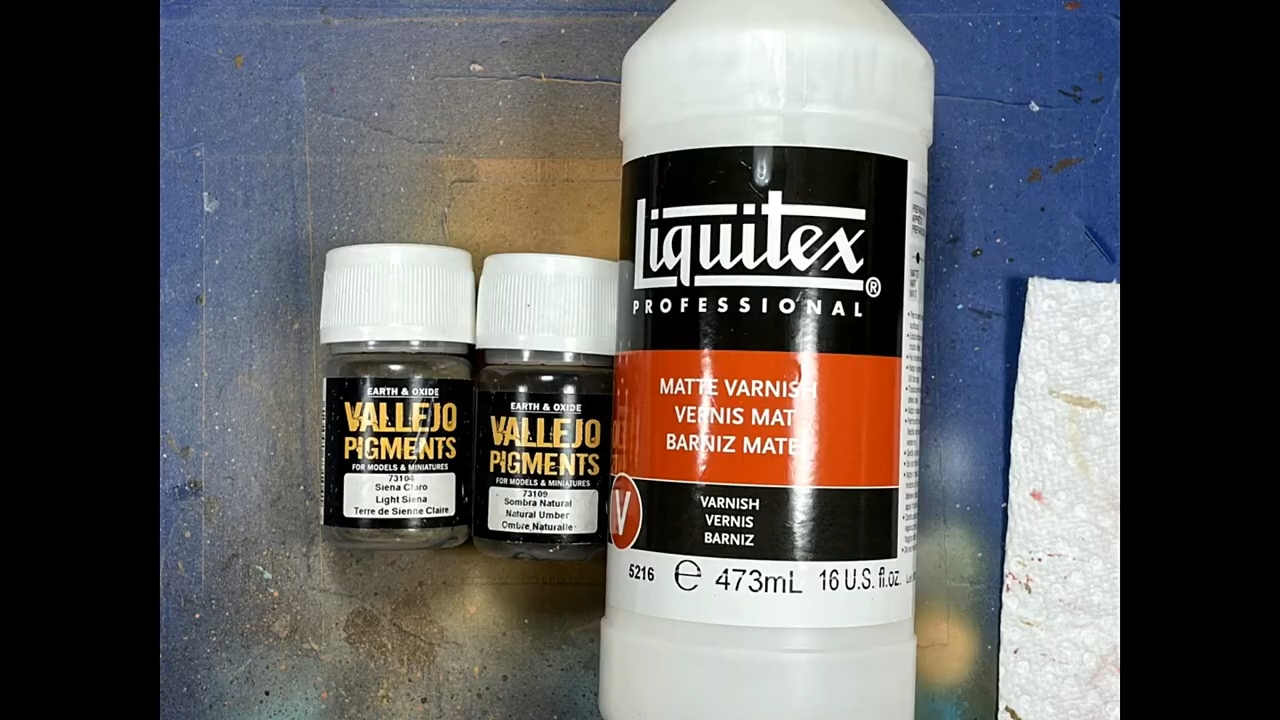 EARTH & OXIDE
VALLEJO
PIGMENTS
FOR MODELS & MINIATURES
73104
Siena Claro
Light Siena
Terre de Sienne Claire
EARTH & OXIDE
VALLEJO
PIGMENTS
FOR MODELS & MINIATURES
73109
Sombra Natural
Natural Umber
Ombre Naturalle
Liquitex®
PROFESSIONAL
MATTE VARNISH
VERNIS MAT
BARNIZ MATE
V
VARNISH
VERNIS
BARNIZ
5216 e 473mL 16 U.S. fl.oz.